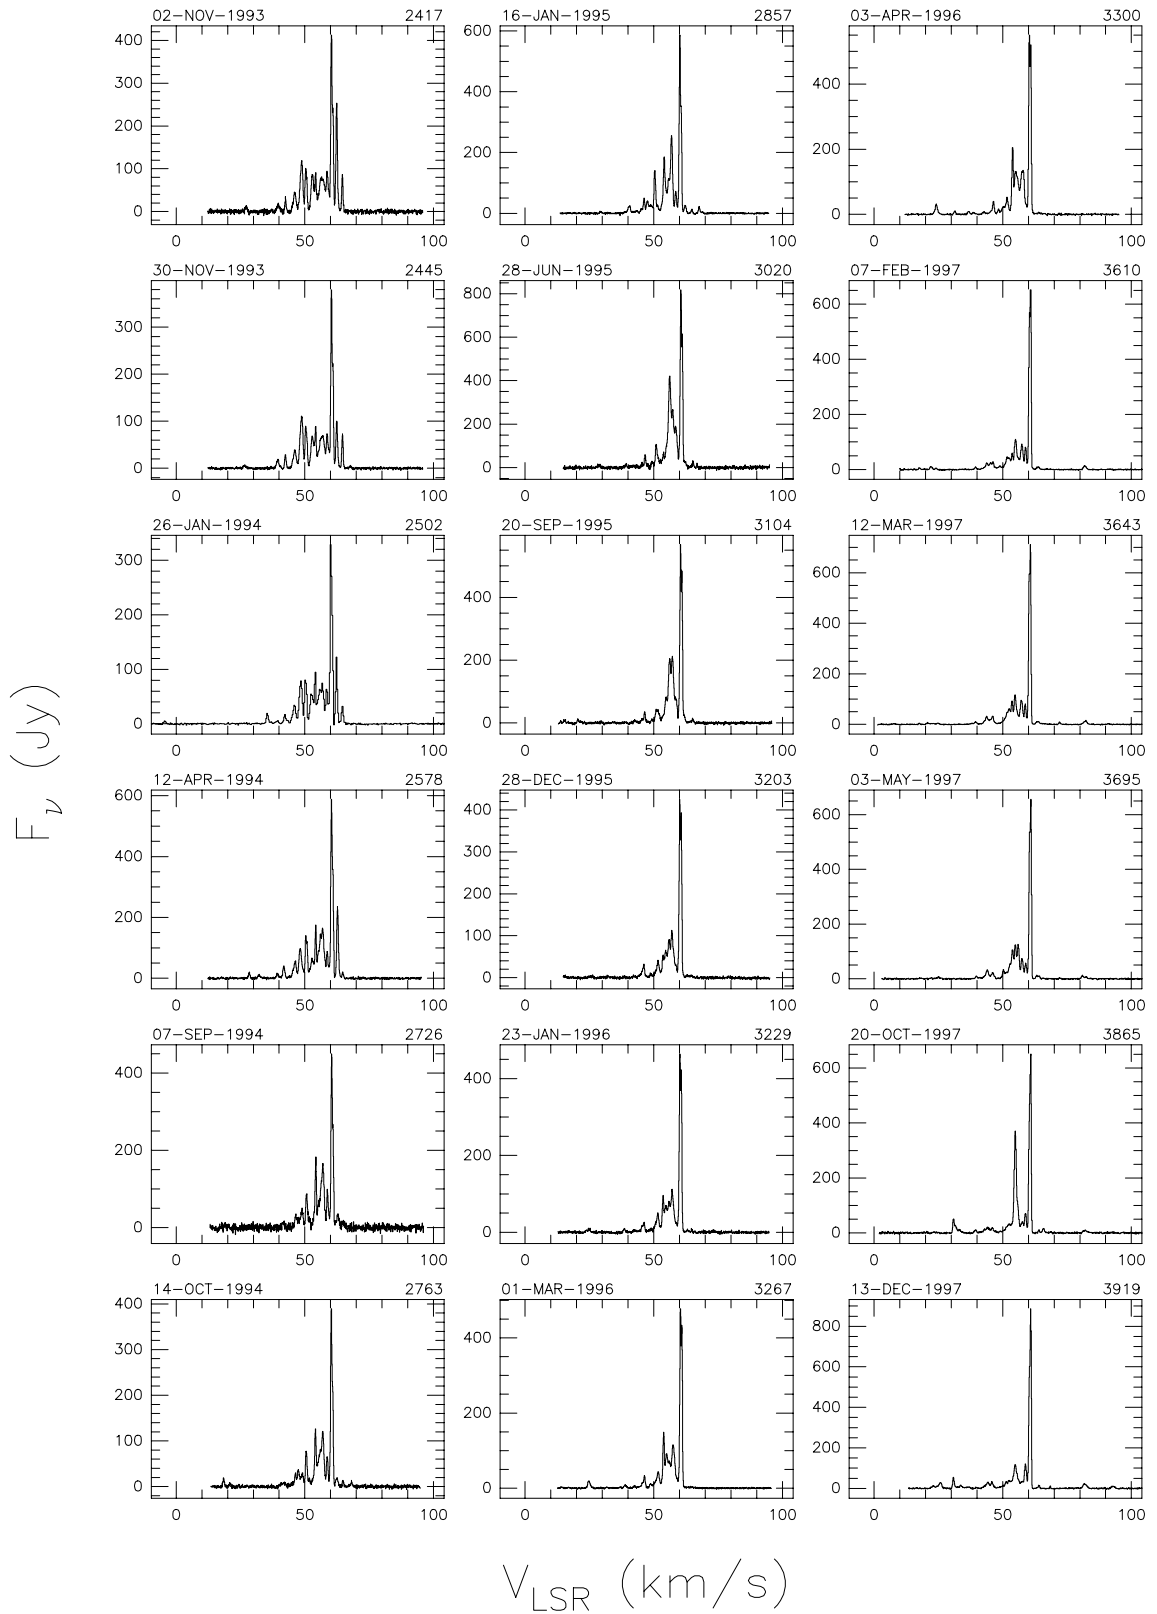 02-NOV-1993 2417
16-JAN-1995 2857
03-APR-1996 3300
400
300
200
100
0
600
400
200
0
400
200
0
0 50 100
0 50 100
0 50 100
30-NOV-1993 2445
28-JUN-1995 3020
07-FEB-1997 3610
300
200
100
0
800
600
400
200
0
600
400
200
0
0 50 100
0 50 100
0 50 100
26-JAN-1994 2502
20-SEP-1995 3104
12-MAR-1997 3643
300
200
100
0
400
200
0
600
400
200
0
0 50 100
0 50 100
0 50 100
12-APR-1994 2578
28-DEC-1995 3203
03-MAY-1997 3695
600
400
200
0
400
300
200
100
0
600
400
200
0
0 50 100
0 50 100
0 50 100
07-SEP-1994 2726
23-JAN-1996 3229
20-OCT-1997 3865
400
200
0
400
300
200
100
0
600
400
200
0
0 50 100
0 50 100
0 50 100
14-OCT-1994 2763
01-MAR-1996 3267
13-DEC-1997 3919
400
300
200
100
0
400
200
0
800
600
400
200
0
0 50 100
0 50 100
0 50 100
Fν (Jy)
VLSR (km/s)